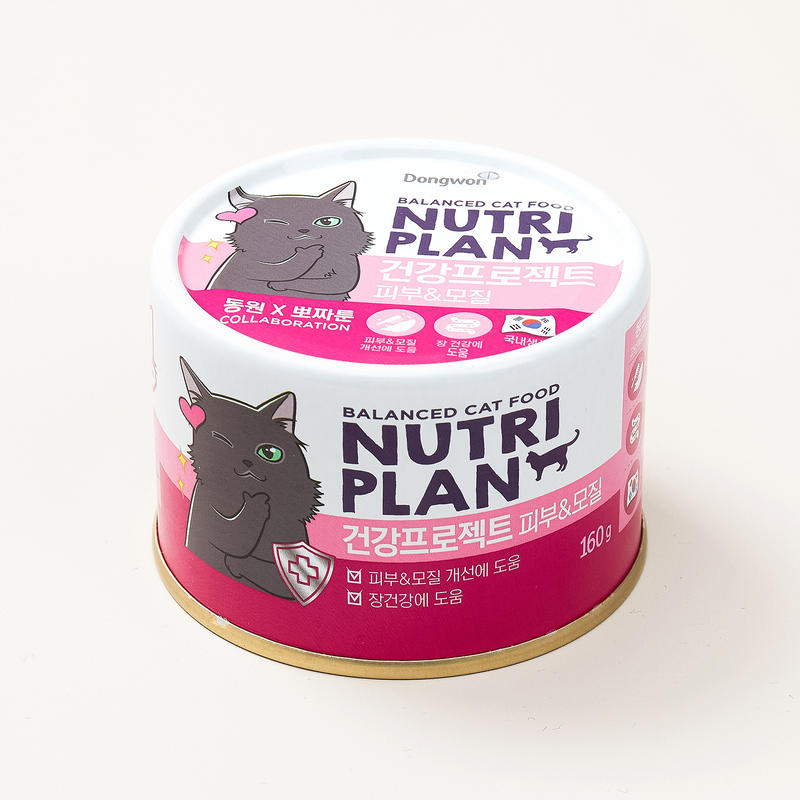 Dongwon
BALANCED CAT FOOD
NUTRI
PLAN
건강프로젝트
피부&모질
동원 X 뽀짜툰
COLLABORATION
피부&모질
개선에 도움
장 건강에
도움
BALANCED CAT FOOD
NUTRI
PLAN
건강프로젝트 피부&모질
160g
피부&모질 개선에 도움
장건강에 도움